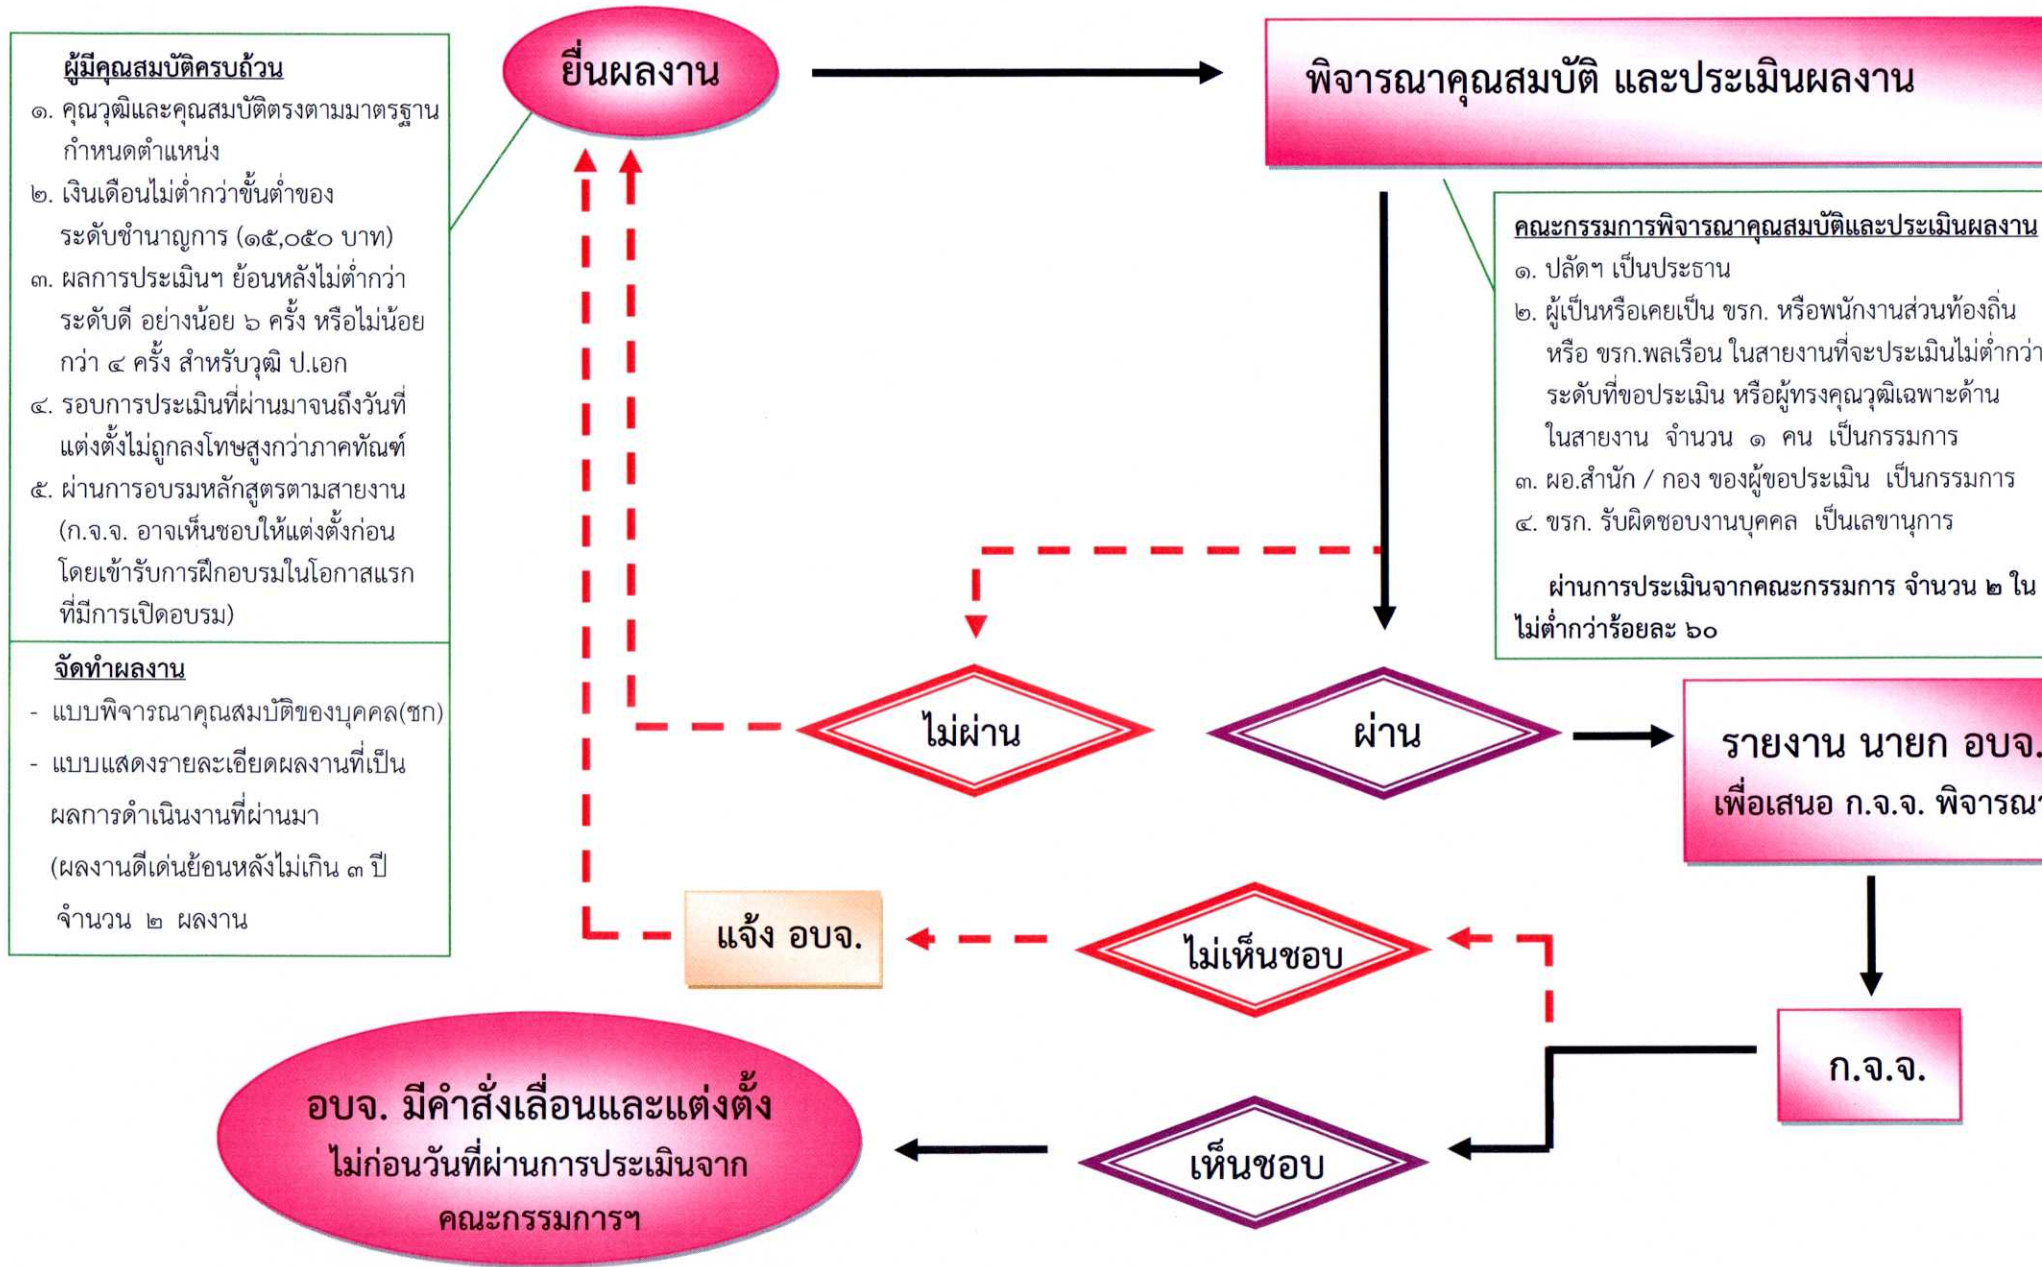 ผู้มีคุณสมบัติครบถ้วน
๑. คุณวุฒิและคุณสมบัติตรงตามมาตรฐาน
กำหนดตำแหน่ง
๒. เงินเดือนไม่ต่ำกว่าขั้นต่ำของ
ระดับชำนาญการ (๑๕,๐๕๐ บาท)
๓. ผลการประเมินฯ ย้อนหลังไม่ต่ำกว่า
ระดับดี อย่างน้อย ๖ ครั้ง หรือไม่น้อย
กว่า ๔ ครั้ง สำหรับวุฒิ ป.เอก
๔. รอบการประเมินที่ผ่านมาจนถึงวันที่
แต่งตั้งไม่ถูกลงโทษสูงกว่าภาคทัณฑ์
๕. ผ่านการอบรมหลักสูตรตามสายงาน
(ก.จ.จ. อาจเห็นชอบให้แต่งตั้งก่อน
โดยเข้ารับการฝึกอบรมในโอกาสแรก
ที่มีการเปิดอบรม)
จัดทำผลงาน
- แบบพิจารณาคุณสมบัติของบุคคล(ชก)
- แบบแสดงรายละเอียดผลงานที่เป็น
ผลการดำเนินงานที่ผ่านมา
(ผลงานดีเด่นย้อนหลังไม่เกิน ๓ ปี
จำนวน ๒ ผลงาน
ยื่นผลงาน
พิจารณาคุณสมบัติ และประเมินผลงาน
คณะกรรมการพิจารณาคุณสมบัติและประเมินผลงาน
๑. ปลัดฯ เป็นประธาน
๒. ผู้เป็นหรือเคยเป็น ขรก. หรือพนักงานส่วนท้องถิ่น
หรือ ขรก.พลเรือน ในสายงานที่จะประเมินไม่ต่ำกว่า
ระดับที่ขอประเมิน หรือผู้ทรงคุณวุฒิเฉพาะด้าน
ในสายงาน จำนวน ๑ คน เป็นกรรมการ
๓. ผอ.สำนัก / กอง ของผู้ขอประเมิน เป็นกรรมการ
๔. ขรก. รับผิดชอบงานบุคคล เป็นเลขานุการ
ผ่านการประเมินจากคณะกรรมการ จำนวน ๒ ใน
ไม่ต่ำกว่าร้อยละ ๖๐
ไม่ผ่าน
ผ่าน
รายงาน นายก อบจ.
เพื่อเสนอ ก.จ.จ. พิจารณา
แจ้ง อบจ.
ไม่เห็นชอบ
ก.จ.จ.
อบจ. มีคำสั่งเลื่อนและแต่งตั้ง
ไม่ก่อนวันที่ผ่านการประเมินจาก
คณะกรรมการฯ
เห็นชอบ